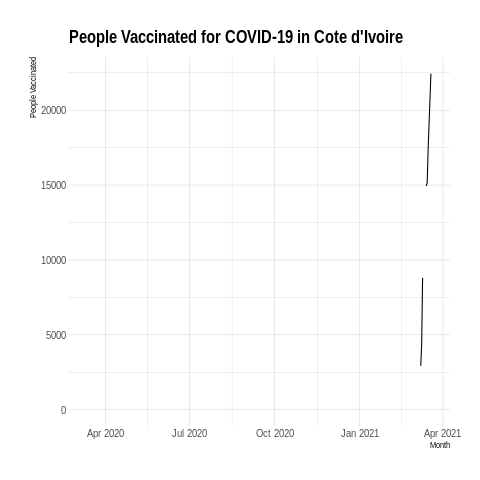 People Vaccinated for COVID-19 in Cote d'Ivoire
People Vaccinated
20000
15000
10000
5000
0
Apr 2020 Jul 2020 Oct 2020 Jan 2021 Apr 2021
Month